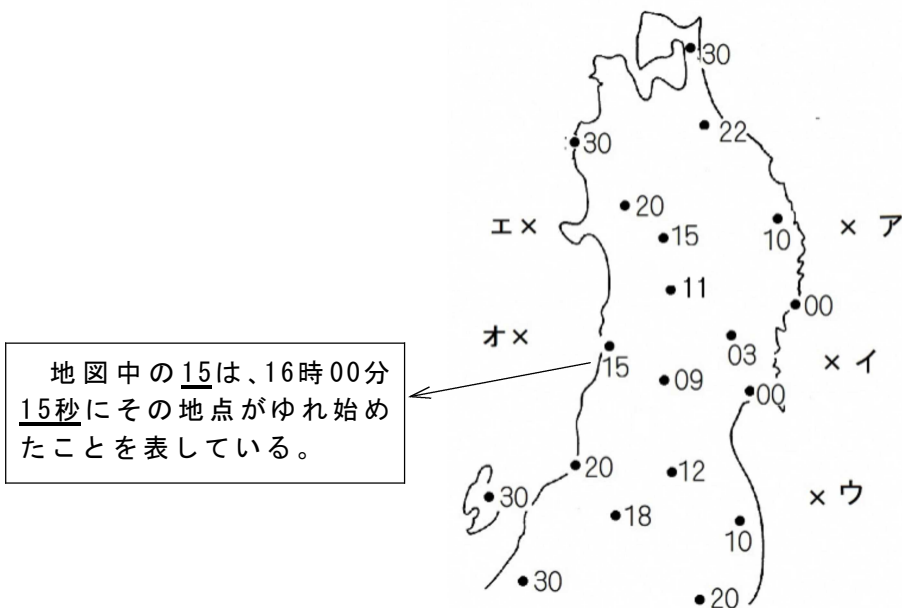 30
22
30
20
エ×
15
10
× ア
11
00
オ×
15
03
× イ
09
00
地図中の15は、16時00分
15秒にその地点がゆれ始め
たことを表している。
20
12
30
18
10
× ウ
30
20